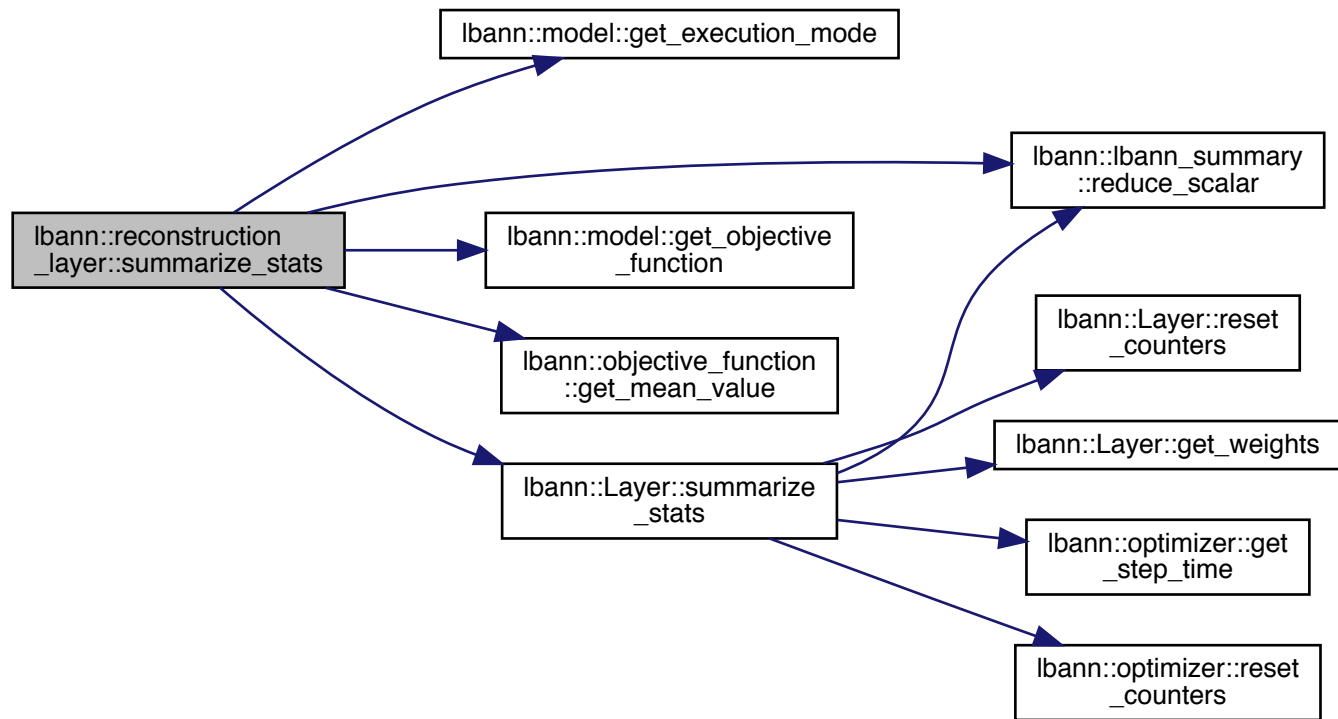 lbann::model::get_execution_mode
lbann::lbann_summary
::reduce_scalar
lbann::reconstruction
_layer::summarize_stats
lbann::model::get_objective
_function
lbann::Layer::reset
_counters
lbann::objective_function
::get_mean_value
lbann::Layer::get_weights
lbann::Layer::summarize
_stats
lbann::optimizer::get
_step_time
lbann::optimizer::reset
_counters